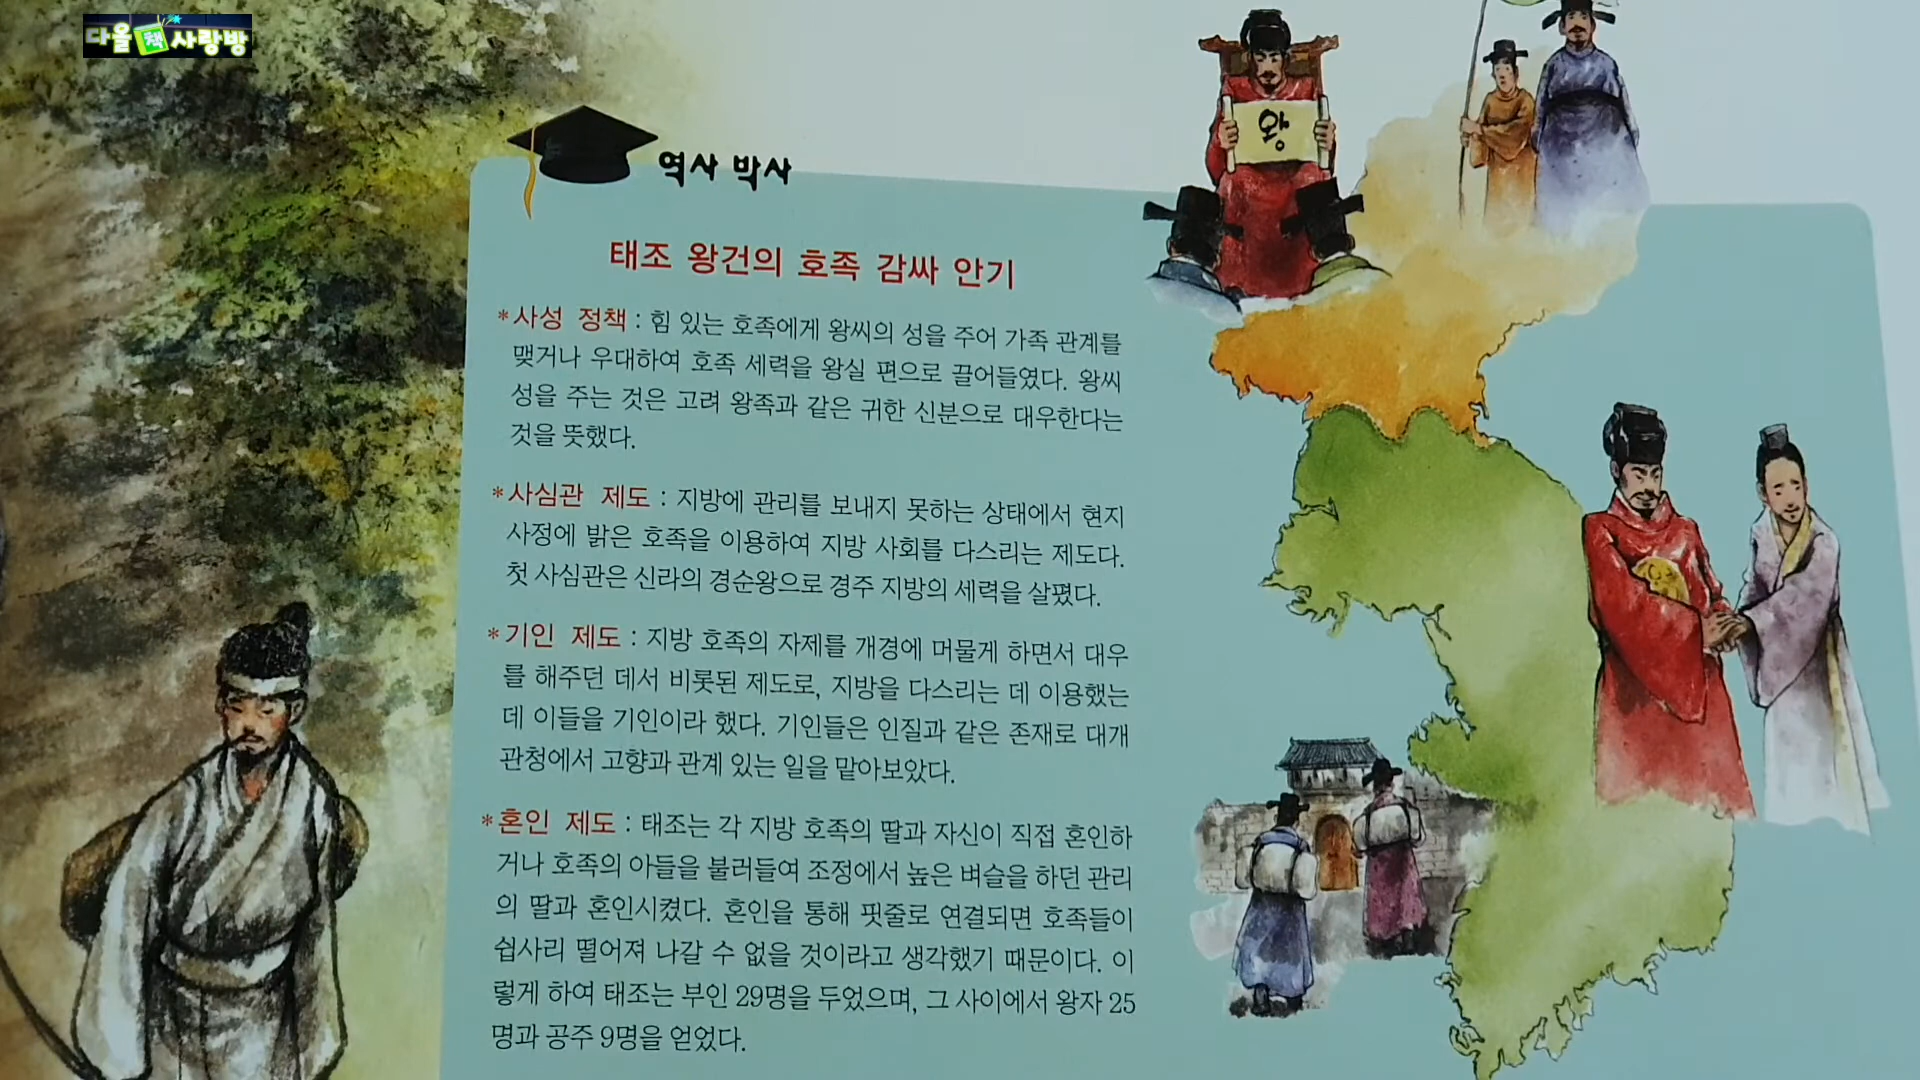 다올 책 사랑방
왕
역사 박사
태조 왕건의 호족 감싸 안기
*사성 정책 : 힘 있는 호족에게 왕씨의 성을 주어 가족 관계를
맺거나 우대하여 호족 세력을 왕실 편으로 끌어들였다. 왕씨
성을 주는 것은 고려 왕족과 같은 귀한 신분으로 대우한다는
것을 뜻했다.
*사심관 제도 : 지방에 관리를 보내지 못하는 상태에서 현지
사정에 밝은 호족을 이용하여 지방 사회를 다스리는 제도다.
첫 사심관은 신라의 경순왕으로 경주 지방의 세력을 살폈다.
*기인 제도 : 지방 호족의 자제를 개경에 머물게 하면서 대우
를 해주던 데서 비롯된 제도로, 지방을 다스리는 데 이용했는
데 이들을 기인이라 했다. 기인들은 인질과 같은 존재로 대개
관청에서 고향과 관계 있는 일을 맡아보았다.
*혼인 제도 : 태조는 각 지방 호족의 딸과 자신이 직접 혼인하
거나 호족의 아들을 불러들여 조정에서 높은 벼슬을 하던 관리
의 딸과 혼인시켰다. 혼인을 통해 핏줄로 연결되면 호족들이
쉽사리 떨어져 나갈 수 없을 것이라고 생각했기 때문이다. 이
렇게 하여 태조는 부인 29명을 두었으며, 그 사이에서 왕자 25
명과 공주 9명을 얻었다.